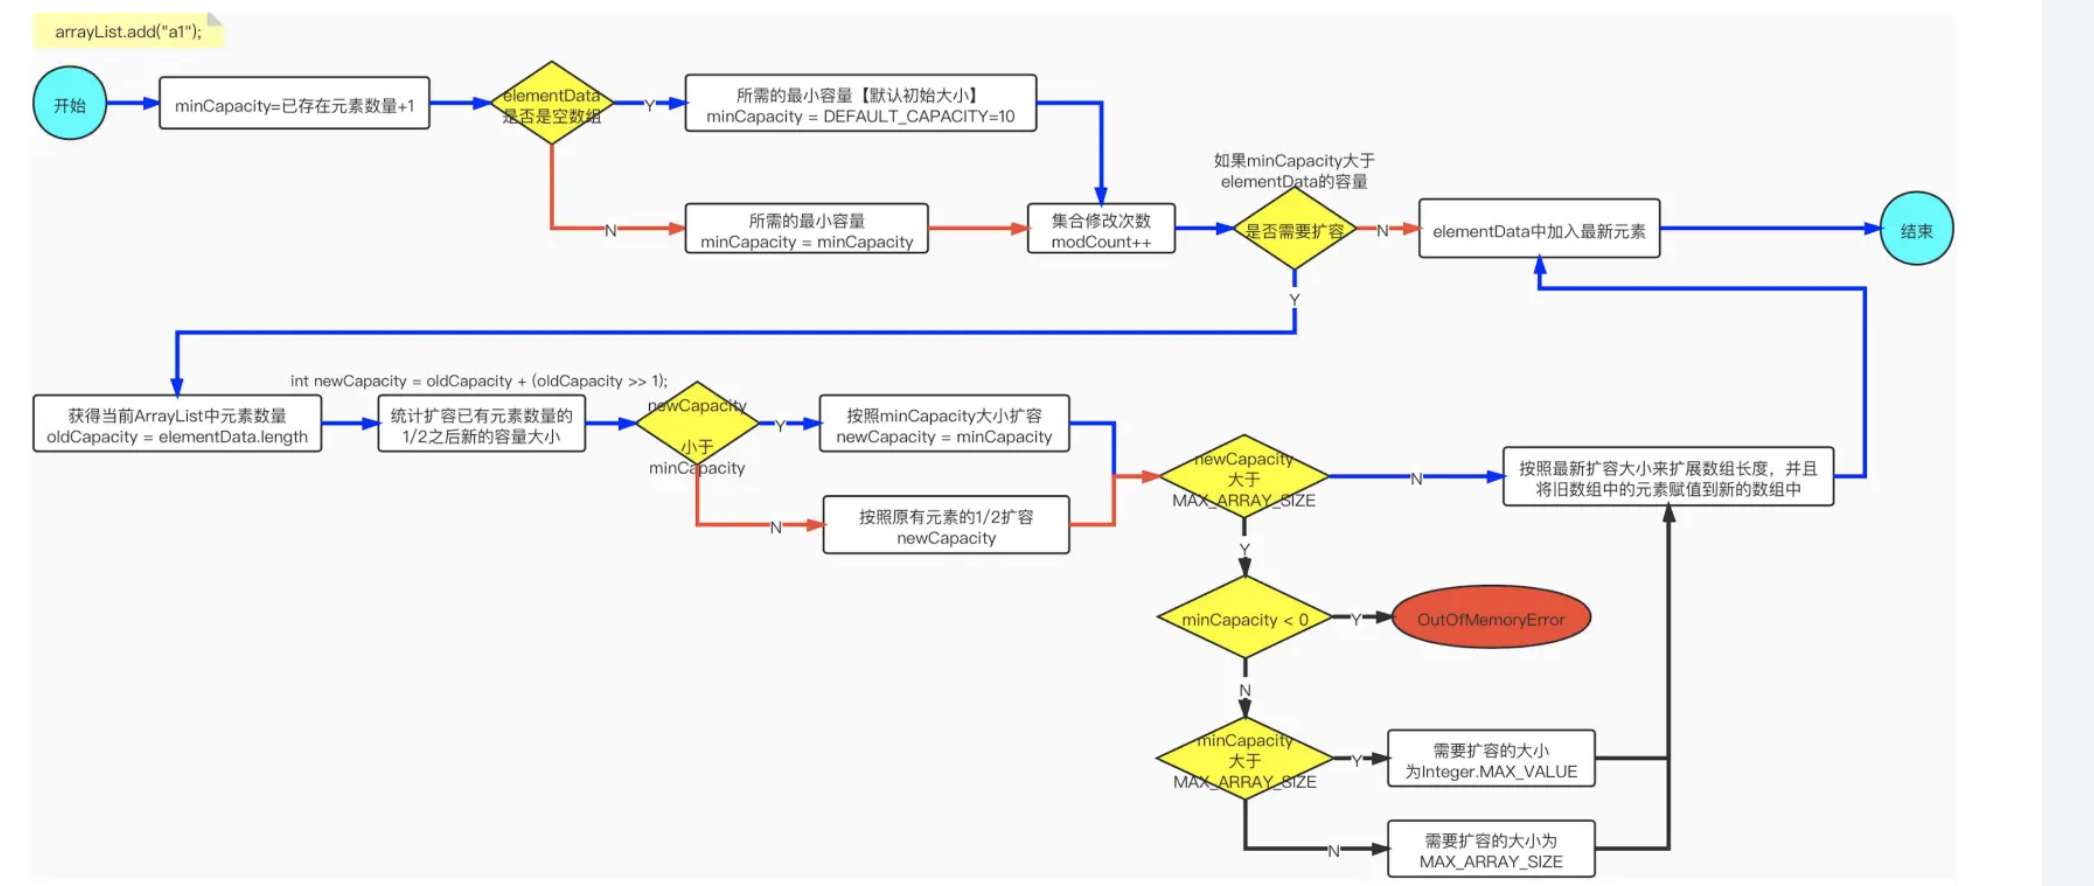 arrayList.add("a1");
开始
minCapacity=已存在元素数量+1
elementData
是否是空数组
Y
所需的最小容量【默认初始大小】
minCapacity = DEFAULT_CAPACITY=10
N
所需的最小容量
minCapacity = minCapacity
集合修改次数
modCount++
如果minCapacity大于
elementData的容量
是否需要扩容
N
elementData中加入最新元素
结束
Y
获得当前ArrayList中元素数量
oldCapacity = elementData.length
int newCapacity = oldCapacity + (oldCapacity >> 1);
统计扩容已有元素数量的
1/2之后新的容量大小
newCapacity
小于
minCapacity
Y
按照minCapacity大小扩容
newCapacity = minCapacity
N
按照原有元素的1/2扩容
newCapacity
newCapacity
大于
MAX_ARRAY_SIZE
N
按照最新扩容大小来扩展数组长度，并且
将旧数组中的元素赋值到新的数组中
Y
minCapacity < 0
Y
OutOfMemoryError
N
minCapacity
大于
MAX_ARRAY_SIZE
Y
需要扩容的大小
为Integer.MAX_VALUE
N
需要扩容的大小为
MAX_ARRAY_SIZE